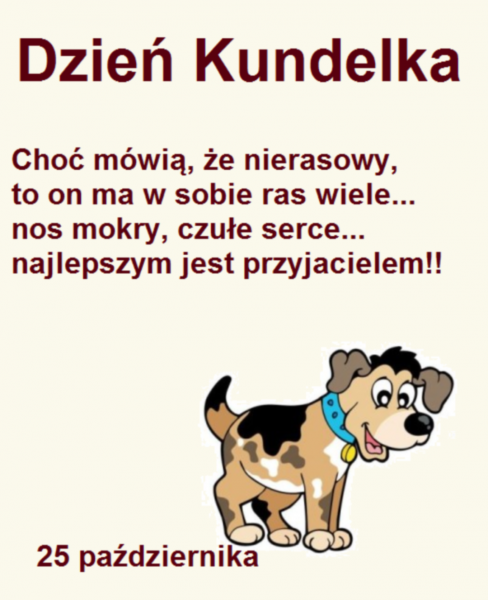 Dzień Kundelka
Choć mówią, że nierasowy,
to on ma w sobie ras wiele...
nos mokry, czułe serce...
najlepszym jest przyjacielem!!
25 października